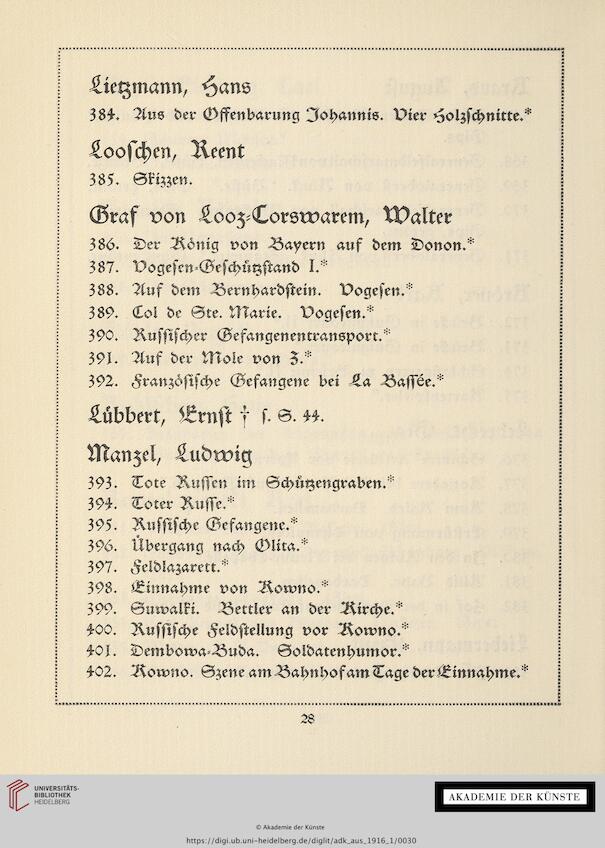 Lietzmann, Hans
384. Aus der Offenbarung Johannis. Vier Holzschnitte.*
Looschen, Reent
385. Skizzen.
Graf von Looz-Corswarem, Walter
386. Der König von Bayern auf dem Donon.*
387. Vogesen-Geschützstand I.*
388. Auf dem Bernhardstein. Vogesen.*
389. Col de Ste. Marie. Vogesen.*
390. Russischer Gefangenentransport.*
391. Auf der Mole von Z.*
392. Französische Gefangene bei La Bassée.*
Lübbert, Ernst † s. S. 44.
Manzel, Ludwig
393. Tote Russen im Schützengraben.*
394. Toter Russe.*
395. Russische Gefangene.*
396. Übergang nach Olita.*
397. Feldlazarett.*
398. Einnahme von Kowno.*
399. Suwalki. Bettler an der Kirche.*
400. Russische Feldstellung vor Kowno.*
401. Dembowa-Buda. Soldatenhumor.*
402. Kowno. Szene am Bahnhof am Tage der Einnahme.*
28
UNIVERSITÄTS-
BIBLIOTHEK
HEIDELBERG
AKADEMIE DER KÜNSTE
© Akademie der Künste
https://digi.ub.uni-heidelberg.de/diglit/adk_aus_1916_1/0030